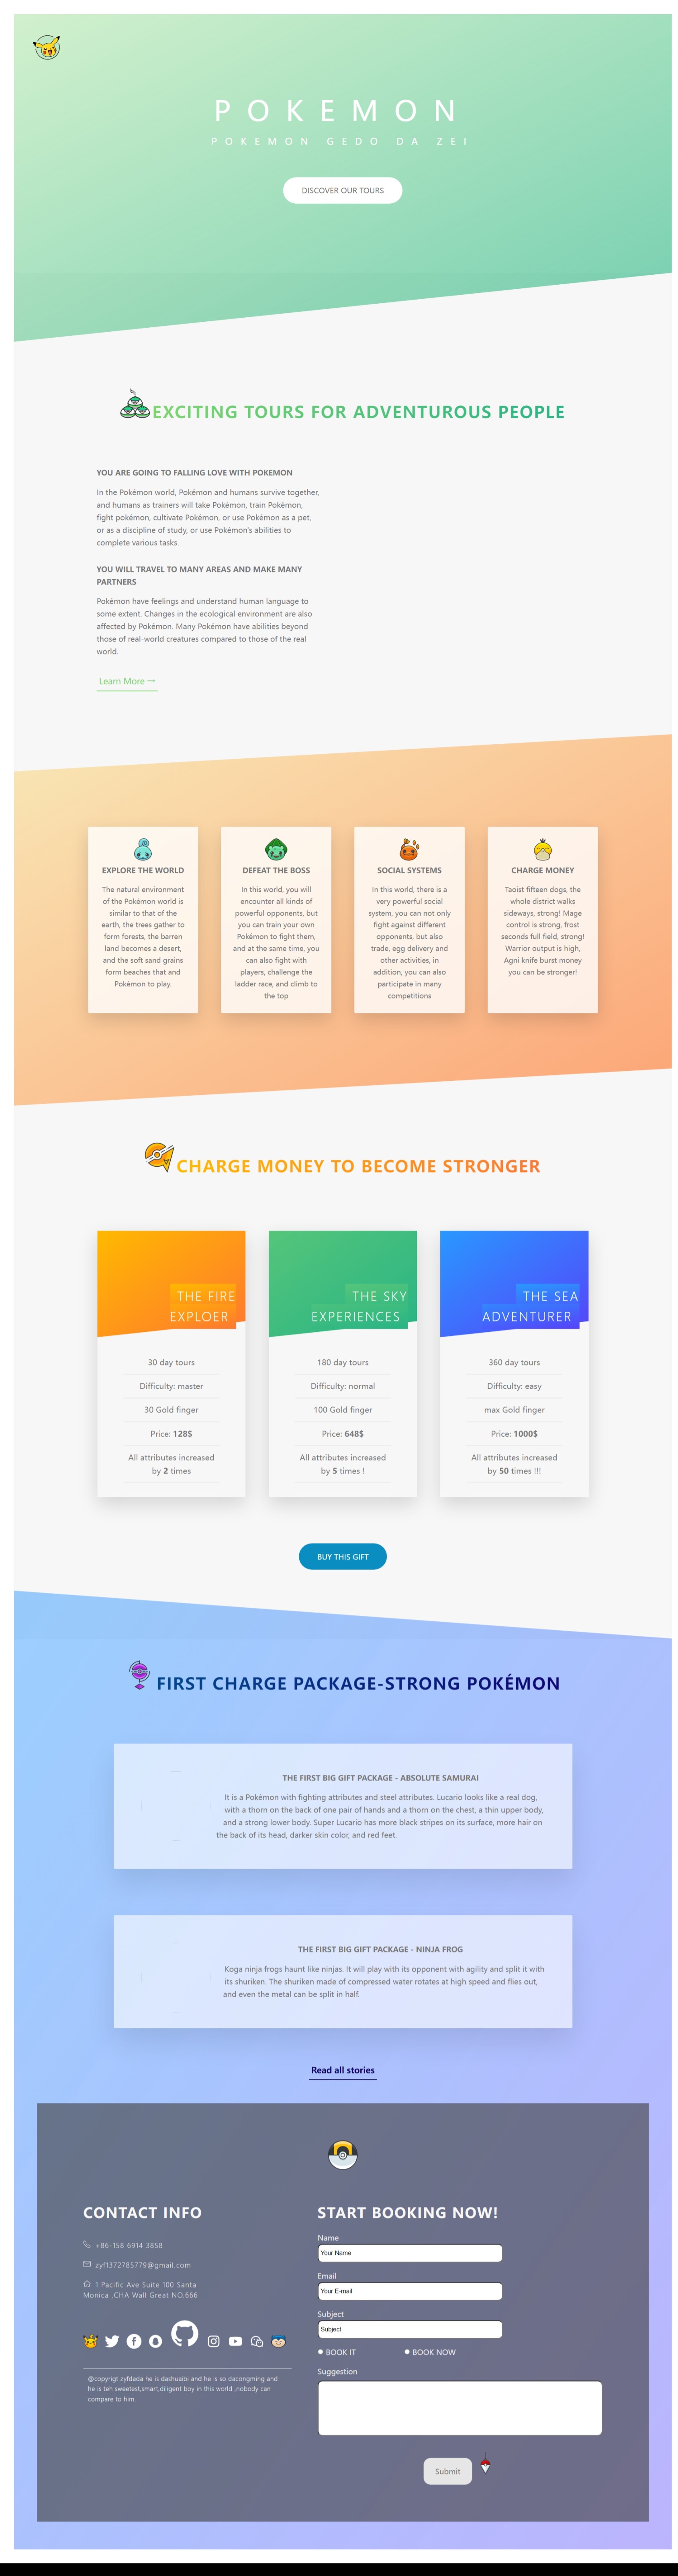 POKEMON
POKEMON GEDO DA ZEI
DISCOVER OUR TOURS
EXCITING TOURS FOR ADVENTUROUS PEOPLE
YOU ARE GOING TO FALLING LOVE WITH POKEMON
In the Pokémon world, Pokémon and humans survive together,
and humans as trainers will take Pokémon, train Pokémon,
fight pokémon, cultivate Pokémon, or use Pokémon as a pet,
or as a discipline of study, or use Pokémon's abilities to
complete various tasks.
YOU WILL TRAVEL TO MANY AREAS AND MAKE MANY
PARTNERS
Pokémon have feelings and understand human language to
some extent. Changes in the ecological environment are also
affected by Pokémon. Many Pokémon have abilities beyond
those of real-world creatures compared to those of the real
world.
Learn More →
EXPLORE THE WORLD
The natural environment
of the Pokémon world is
similar to that of the
earth, the trees gather to
form forests, the barren
land becomes a desert,
and the soft sand grains
form beaches that and
Pokémon to play.
DEFEAT THE BOSS
In this world, you will
encounter all kinds of
powerful opponents, but
you can train your own
Pokémon to fight them,
and at the same time, you
can also fight with
players, challenge the
ladder race, and climb to
the top
SOCIAL SYSTEMS
In this world, there is a
very powerful social
system, you can not only
fight against different
opponents, but also
trade, egg delivery and
other activities, in
addition, you can also
participate in many
competitions
CHARGE MONEY
Taoist fifteen dogs, the
whole district walks
sideways, strong! Mage
control is strong, frost
seconds full field, strong!
Warrior output is high,
Agni knife burst money
you can be stronger!
CHARGE MONEY TO BECOME STRONGER
THE FIRE
EXPLOER
30 day tours
Difficulty: master
30 Gold finger
Price: 128$
All attributes increased
by 2 times
THE SKY
EXPERIENCES
180 day tours
Difficulty: normal
100 Gold finger
Price: 648$
All attributes increased
by 5 times !
THE SEA
ADVENTURER
360 day tours
Difficulty: easy
max Gold finger
Price: 1000$
All attributes increased
by 50 times !!!
BUY THIS GIFT
FIRST CHARGE PACKAGE-STRONG POKÉMON
THE FIRST BIG GIFT PACKAGE - ABSOLUTE SAMURAI
It is a Pokémon with fighting attributes and steel attributes. Lucario looks like a real dog,
with a thorn on the back of one pair of hands and a thorn on the chest, a thin upper body,
and a strong lower body. Super Lucario has more black stripes on its surface, more hair on
the back of its head, darker skin color, and red feet.
THE FIRST BIG GIFT PACKAGE - NINJA FROG
Koga ninja frogs haunt like ninjas. It will play with its opponent with agility and split it with
its shuriken. The shuriken made of compressed water rotates at high speed and flies out,
and even the metal can be split in half.
Read all stories
CONTACT INFO
+86-158 6914 3858
zyf1372785779@gmail.com
1 Pacific Ave Suite 100 Santa
Monica ,CHA Wall Great NO.666
@copyrigt zyfdada he is dashuaibi and he is so dacongming and
he is teh sweetest,smart,diligent boy in this world ,nobody can
compare to him.
START BOOKING NOW!
Name
Your Name
Email
Your E-mail
Subject
Subject
BOOK IT
BOOK NOW
Suggestion
Submit